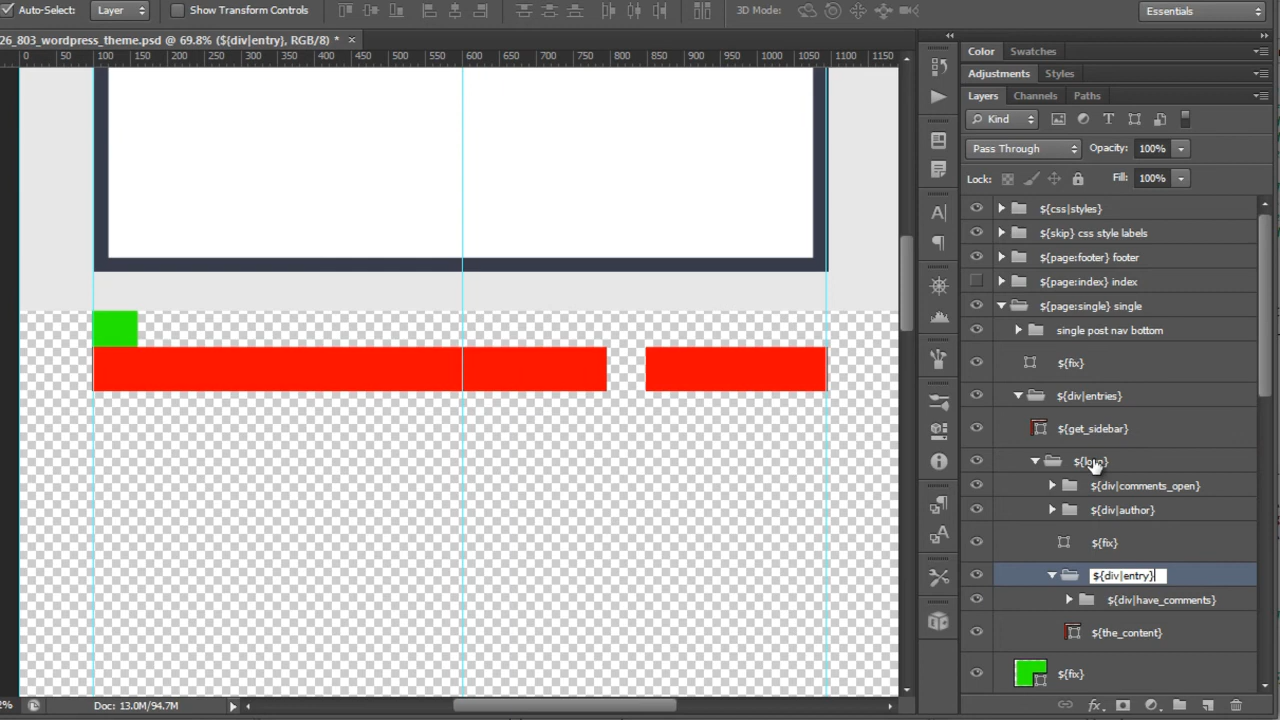 Auto-Select: Layer Show Transform Controls 3D Mode: Essentials
26_803_wordpress_theme.psd @ 69.8% (${div|entry}, RGB/8) * ×
0 50 100 150 200 250 300 350 400 450 500 550 600 650 700 750 800 850 900 950 1000 1050 1100 1150
Color Swatches
Adjustments Styles
Layers Channels Paths
Kind
Pass Through Opacity: 100%
Lock: Fill: 100%
${css|styles}
${skip} css style labels
${page:footer} footer
${page:index} index
${page:single} single
single post nav bottom
${fix}
${div|entries}
${get_sidebar}
${div|comments_open}
${div|author}
${fix}
${div|entry}
${div|have_comments}
${the_content}
${fix}
2% Doc: 13.0M/94.7M
fx